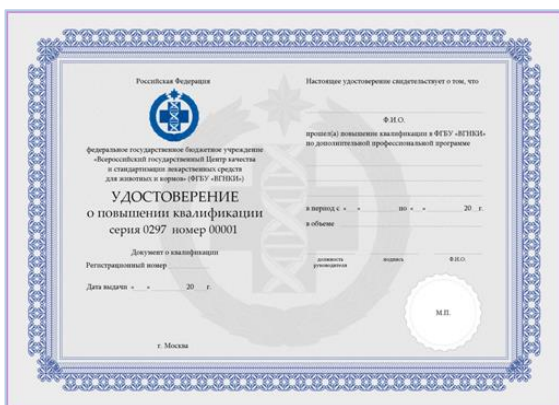 Российская Федерация
федеральное государственное бюджетное учреждение
«Всероссийский государственный Центр качества
и стандартизации лекарственных средств
для животных и кормов» (ФГБУ «ВГНКИ»)
УДОСТОВЕРЕНИЕ
о повышении квалификации
серия 0297 номер 00001
Документ о квалификации
Регистрационный номер
Дата выдачи « » 20 г.
г. Москва
Настоящее удостоверение свидетельствует о том, что
Ф.И.О.
прошел(а) повышение квалификации в ФГБУ «ВГНКИ»
по дополнительной профессиональной программе
в период с « » по « » 20 г.
в объеме
должность подпись Ф.И.О.
руководителя
М.П.